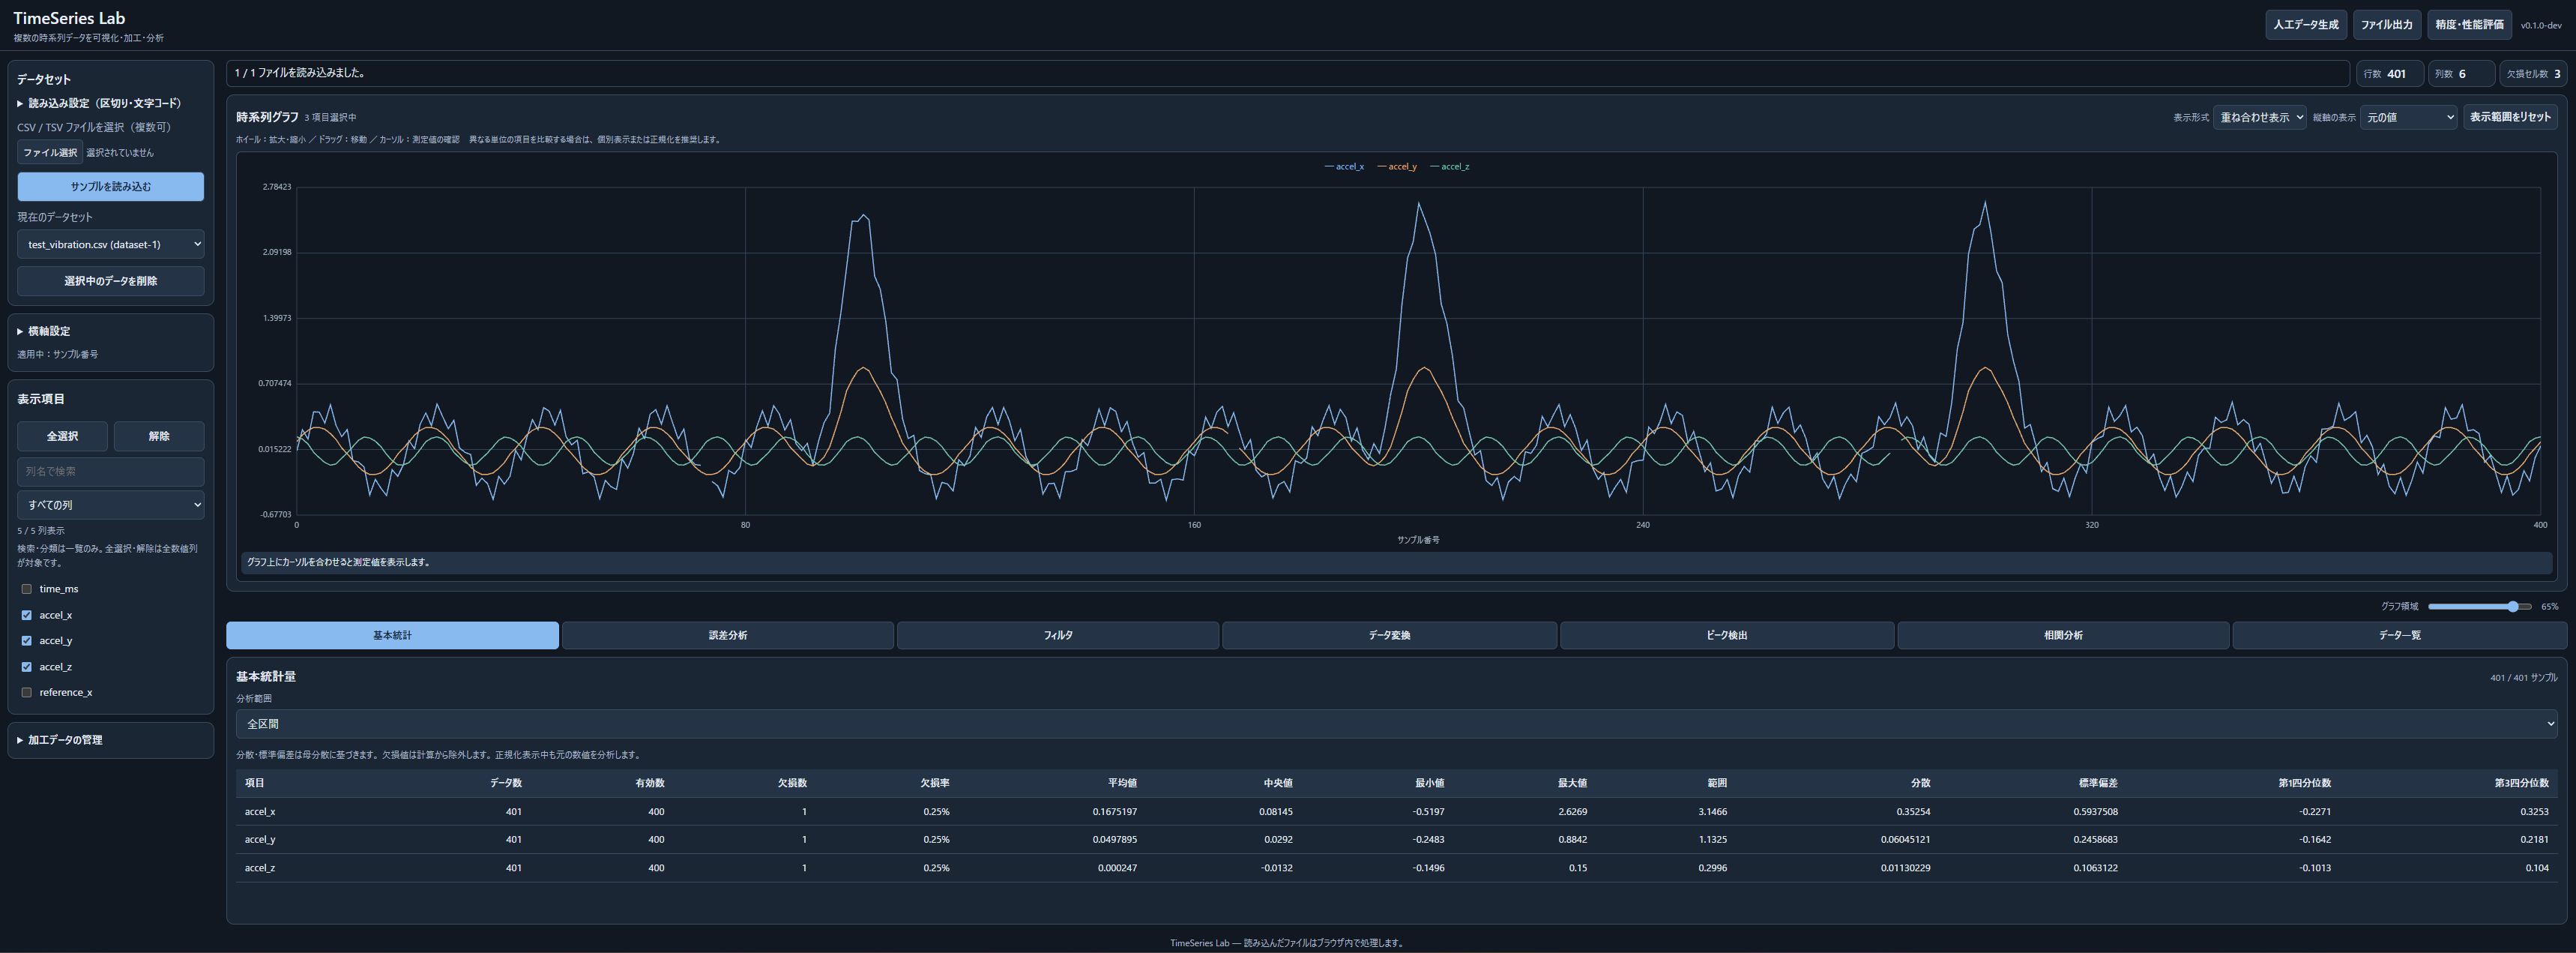 TimeSeries Lab
複数の時系列データを可視化・加工・分析
人工データ生成 ファイル出力 精度・性能評価 v0.1.0-dev
データセット
▶ 読み込み設定（区切り・文字コード）
CSV / TSV ファイルを選択（複数可）
ファイル選択 選択されていません
サンプルを読み込む
現在のデータセット
test_vibration.csv (dataset-1)
選択中のデータを削除
▶ 横軸設定
適用中：サンプル番号
表示項目
全選択 解除
列名で検索
すべての列
5 / 5 列表示
検索・分類は一覧のみ。全選択・解除は全数値列
が対象です。
time_ms
accel_x
accel_y
accel_z
reference_x
▶ 加工データの管理
1 / 1 ファイルを読み込みました。
行数 401 列数 6 欠損セル数 3
時系列グラフ 3 項目選択中
表示形式 重ね合わせ表示 縦軸の表示 元の値 表示範囲をリセット
ホイール：拡大・縮小 ／ ドラッグ：移動 ／ カーソル：測定値の確認 異なる単位の項目を比較する場合は、個別表示または正規化を推奨します。
accel_x accel_y accel_z
2.78423
2.09198
1.39973
0.707474
0.015222
-0.67703
0 80 160 240 320 400
サンプル番号
グラフ上にカーソルを合わせると測定値を表示します。
グラフ領域 65%
基本統計 誤差分析 フィルタ データ変換 ピーク検出 相関分析 データ一覧
基本統計量 401 / 401 サンプル
分析範囲
全区間
分散・標準偏差は母分散に基づきます。欠損値は計算から除外します。正規化表示中も元の数値を分析します。
項目 データ数 有効数 欠損数 欠損率 平均値 中央値 最小値 最大値 範囲 分散 標準偏差 第1四分位数 第3四分位数
accel_x 401 400 1 0.25% 0.1675197 0.08145 -0.5197 2.6269 3.1466 0.35254 0.5937508 -0.2271 0.3253
accel_y 401 400 1 0.25% 0.0497895 0.0292 -0.2483 0.8842 1.1325 0.06045121 0.2458683 -0.1642 0.2181
accel_z 401 400 1 0.25% 0.000247 -0.0132 -0.1496 0.15 0.2996 0.01130229 0.1063122 -0.1013 0.104
TimeSeries Lab — 読み込んだファイルはブラウザ内で処理します。